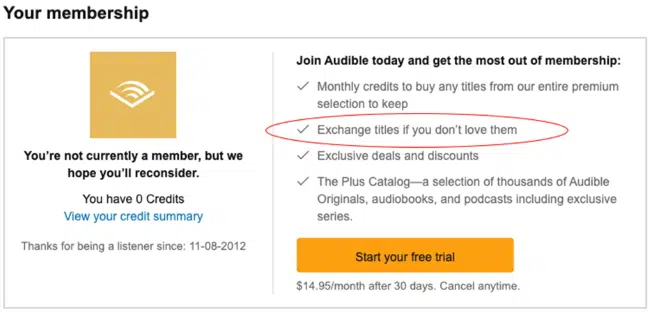 Your membership
You’re not currently a member, but we
hope you’ll reconsider.
You have 0 Credits
View your credit summary
Thanks for being a listener since: 11-08-2012
Join Audible today and get the most out of membership:
Monthly credits to buy any titles from our entire premium
selection to keep
Exchange titles if you don’t love them
Exclusive deals and discounts
The Plus Catalog—a selection of thousands of Audible
Originals, audiobooks, and podcasts including exclusive
series.
Start your free trial
$14.95/month after 30 days. Cancel anytime.